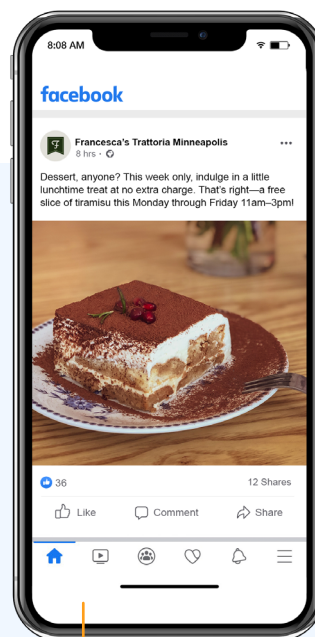 8:08 AM
facebook
Francesca's Trattoria Minneapolis
8 hrs ·
Dessert, anyone? This week only, indulge in a little
lunchtime treat at no extra charge. That's right—a free
slice of tiramisu this Monday through Friday 11am–3pm!
36
12 Shares
Like
Comment
Share